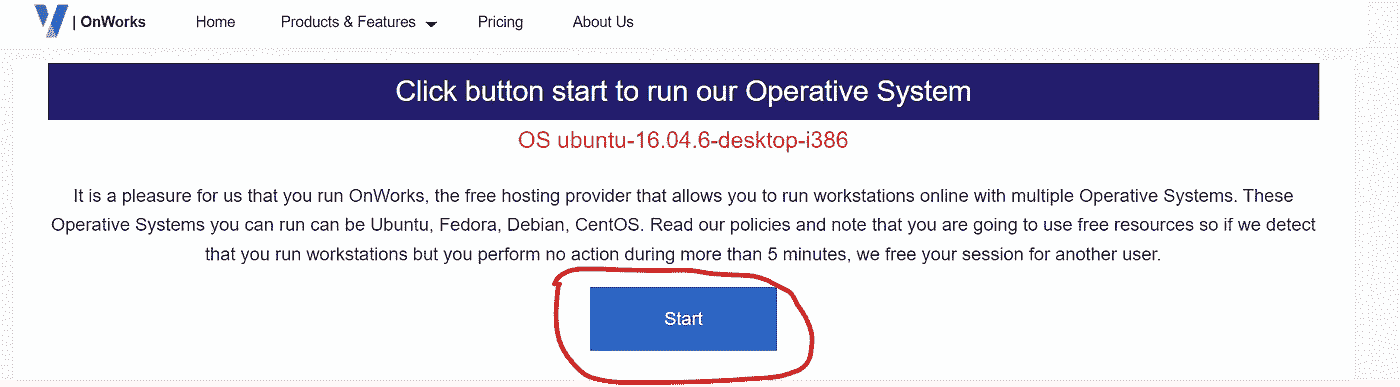 | OnWorks Home Products & Features Pricing About Us
Click button start to run our Operative System
OS ubuntu-16.04.6-desktop-i386
It is a pleasure for us that you run OnWorks, the free hosting provider that allows you to run workstations online with multiple Operative Systems. These
Operative Systems you can run can be Ubuntu, Fedora, Debian, CentOS. Read our policies and note that you are going to use free resources so if we detect
that you run workstations but you perform no action during more than 5 minutes, we free your session for another user.
Start